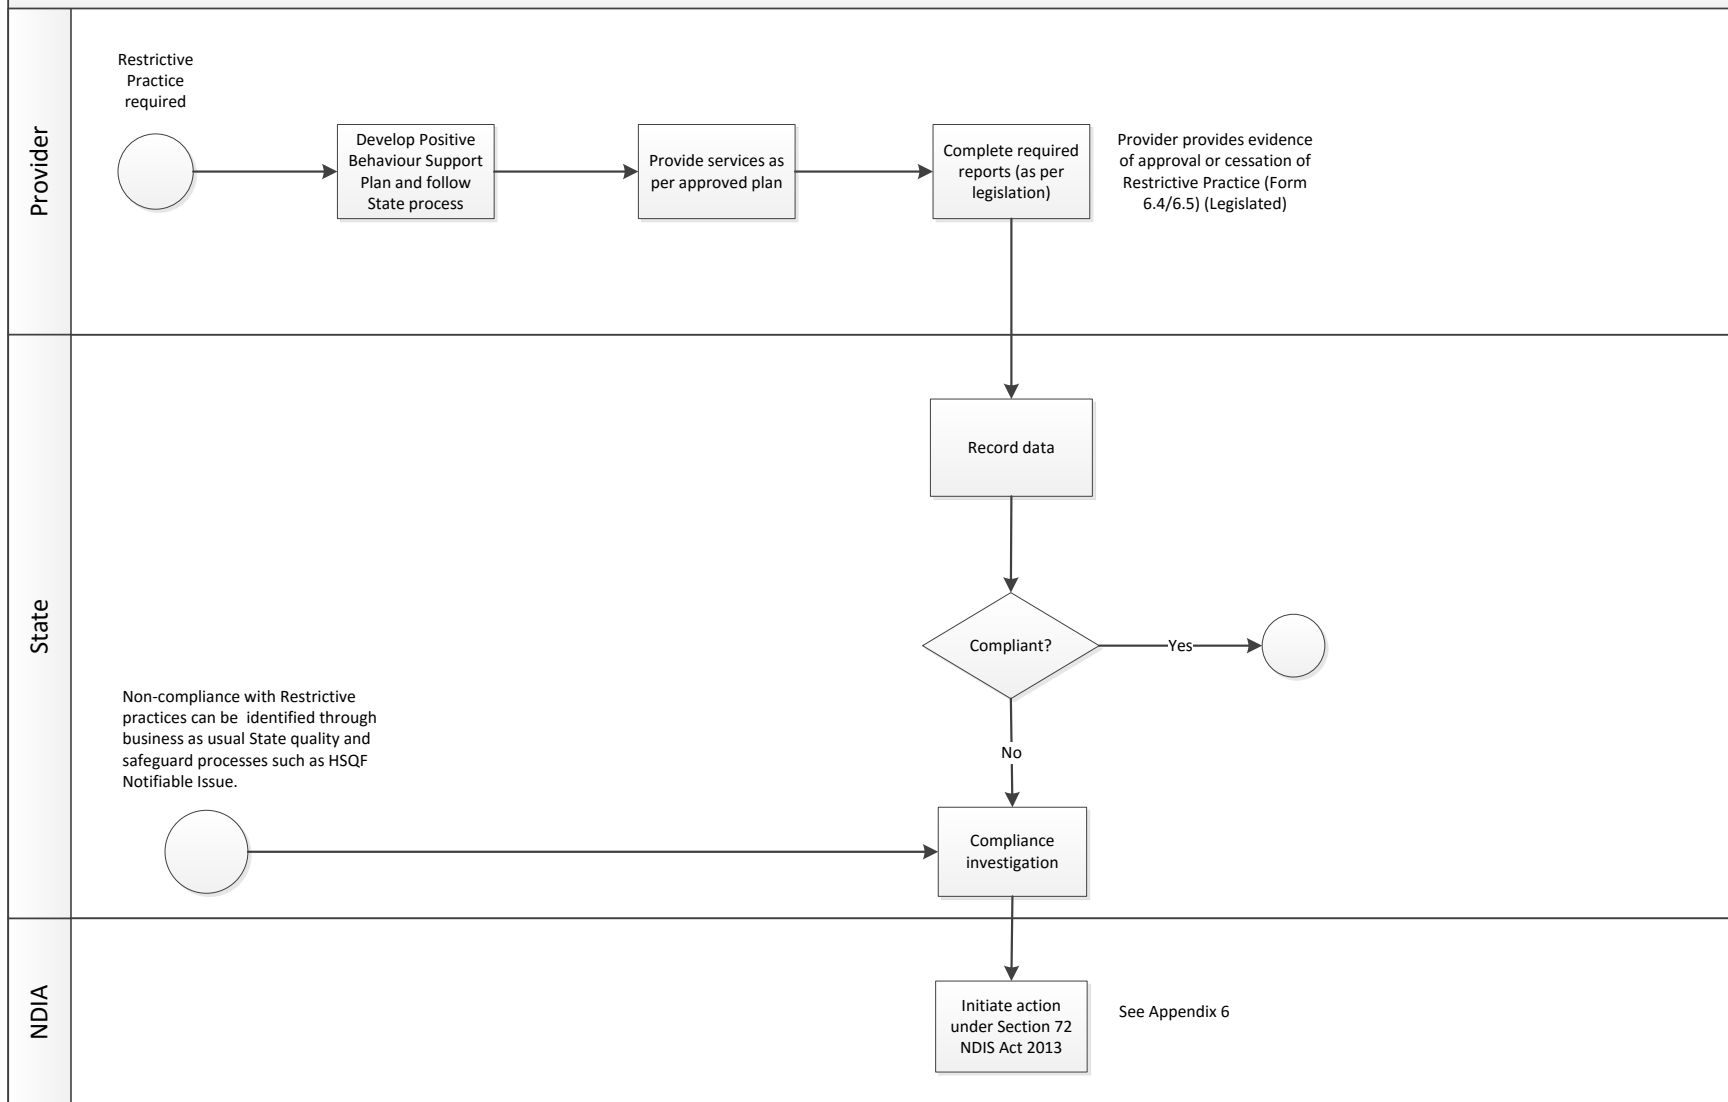 Provider
Restrictive
Practice
required
Develop Positive
Behaviour Support
Plan and follow
State process
Provide services as
per approved plan
Complete required
reports (as per
legislation)
Provider provides evidence
of approval or cessation of
Restrictive Practice (Form
6.4/6.5) (Legislated)
State
Record data
Compliant?
Yes
No
Non-compliance with Restrictive
practices can be  identified through
business as usual State quality and
safeguard processes such as HSQF
Notifiable Issue.
Compliance
investigation
NDIA
Initiate action
under Section 72
NDIS Act 2013
See Appendix 6